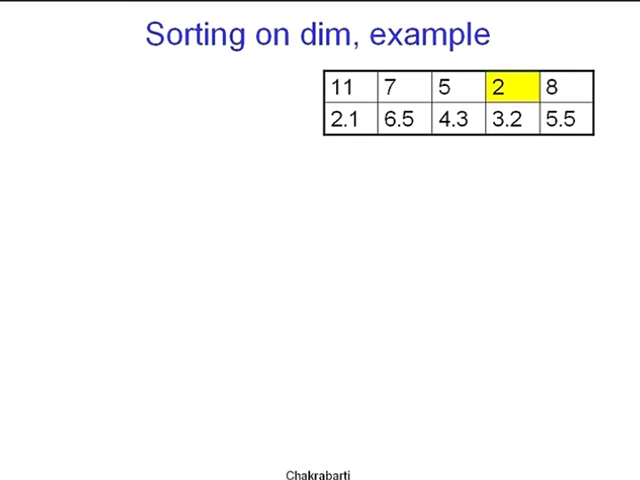 Sorting on dim, example
11 7 5 2 8
2.1 6.5 4.3 3.2 5.5
Chakrabarti